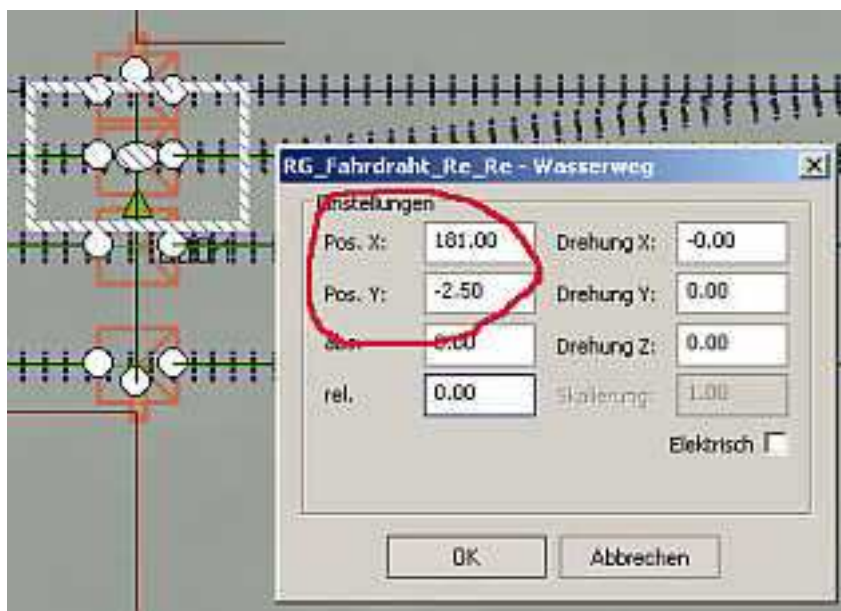 RG_Fahrdraht_Re_Re - Wasserweg
Einstellungen
Pos. X: 181.00 Drehung X: -0.00
Pos. Y: -2.50 Drehung Y: 0.00
abs. 0.00 Drehung Z: 0.00
rel. 0.00 Skalierung: 1.00
Elektrisch
OK Abbrechen